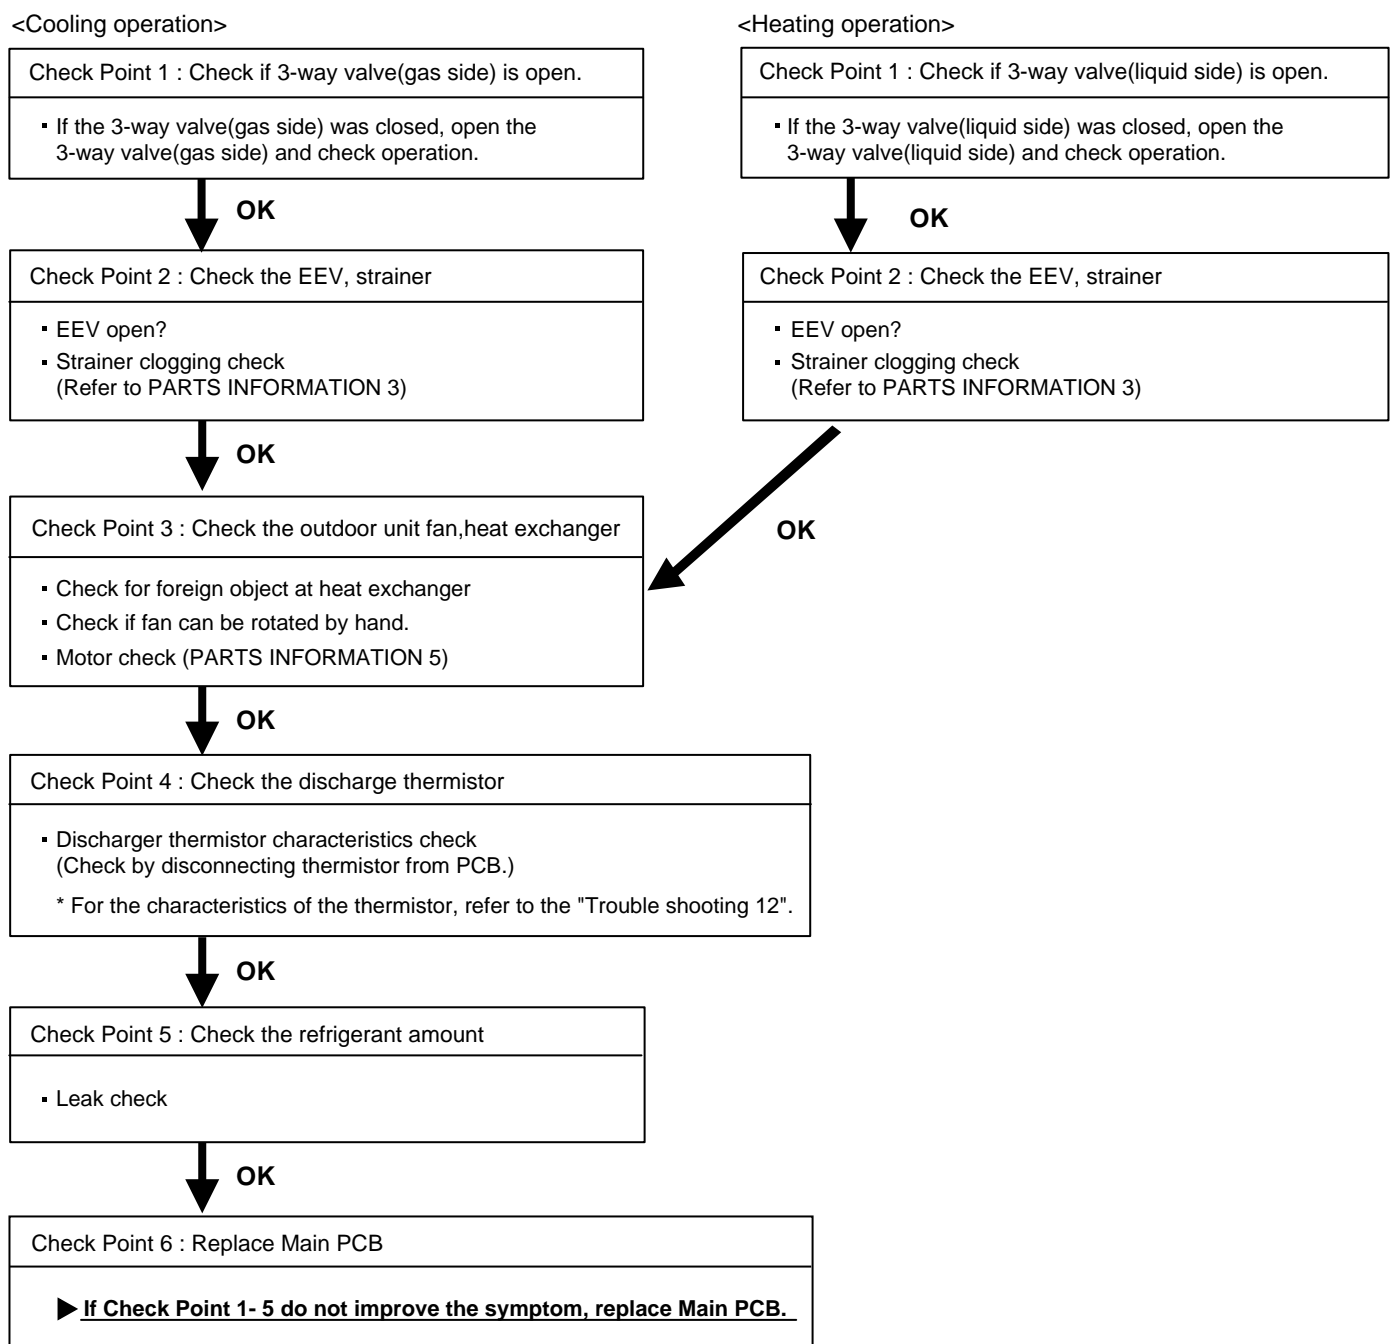 <Cooling operation>
Check Point 1 : Check if 3-way valve(gas side) is open.
▪ If the 3-way valve(gas side) was closed, open the
3-way valve(gas side) and check operation.
OK
Check Point 2 : Check the EEV, strainer
▪ EEV open?
▪ Strainer clogging check
(Refer to PARTS INFORMATION 3)
OK
<Heating operation>
Check Point 1 : Check if 3-way valve(liquid side) is open.
▪ If the 3-way valve(liquid side) was closed, open the
3-way valve(liquid side) and check operation.
OK
Check Point 2 : Check the EEV, strainer
▪ EEV open?
▪ Strainer clogging check
(Refer to PARTS INFORMATION 3)
OK
Check Point 3 : Check the outdoor unit fan,heat exchanger
▪ Check for foreign object at heat exchanger
▪ Check if fan can be rotated by hand.
▪ Motor check (PARTS INFORMATION 5)
OK
Check Point 4 : Check the discharge thermistor
▪ Discharger thermistor characteristics check
(Check by disconnecting thermistor from PCB.)
* For the characteristics of the thermistor, refer to the "Trouble shooting 12".
OK
Check Point 5 : Check the refrigerant amount
▪ Leak check
OK
Check Point 6 : Replace Main PCB
▶ If Check Point 1- 5 do not improve the symptom, replace Main PCB.